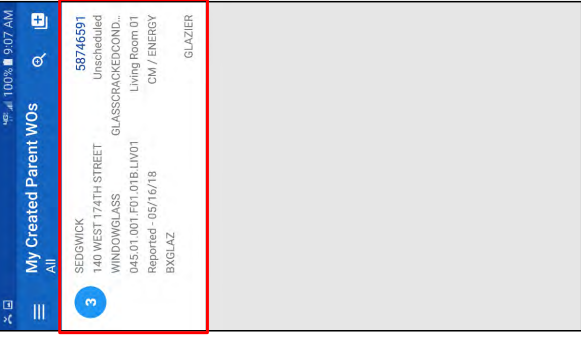 100% 9:07 AM
My Created Parent WOs
All
3
SEDGWICK 58746591
140 WEST 174TH STREET Unscheduled
WINDOWGLASS GLASSCRACKEDCOND...
045.01.001.F01.01B.LIV01 Living Room 01
Reported - 05/16/18 CM / ENERGY
BXGLAZ GLAZIER